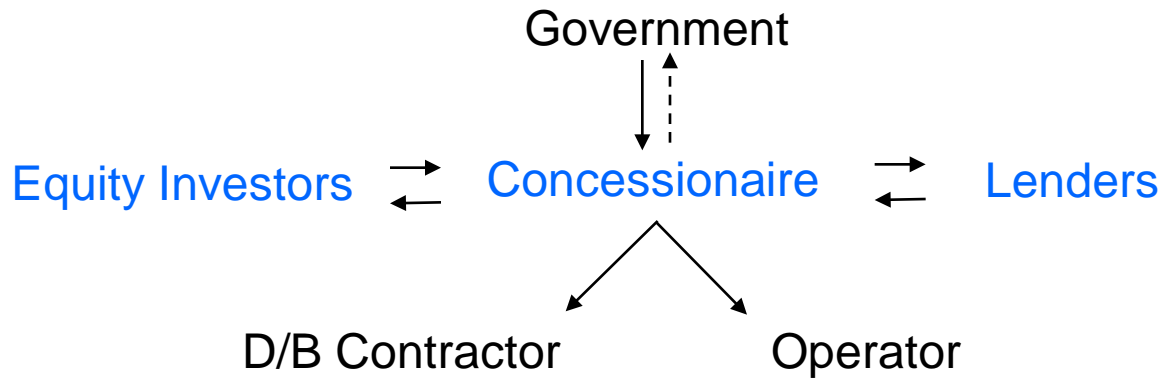 Government
Equity Investors
Concessionaire
Lenders
D/B Contractor
Operator